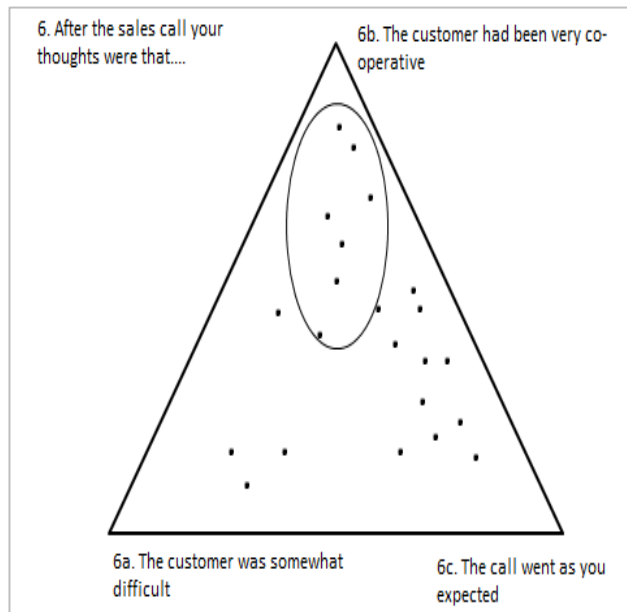 6. After the sales call your
thoughts were that....
6b. The customer had been very co-
operative
6a. The customer was somewhat
difficult
6c. The call went as you
expected